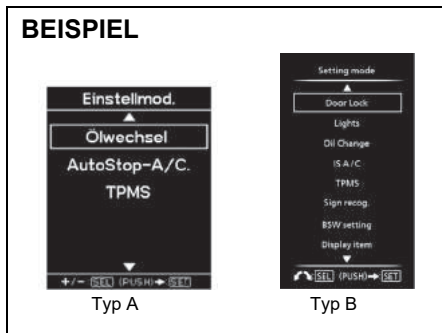 BEISPIEL
Einstellmod.
Ölwechsel
AutoStop-A/C.
TPMS
+/- SEL (PUSH)→ SET
Typ A
Setting mode
Door Lock
Lights
Oil Change
IS A/C
TPMS
Sign recog.
BSW setting
Display item
SEL (PUSH)→ SET
Typ B